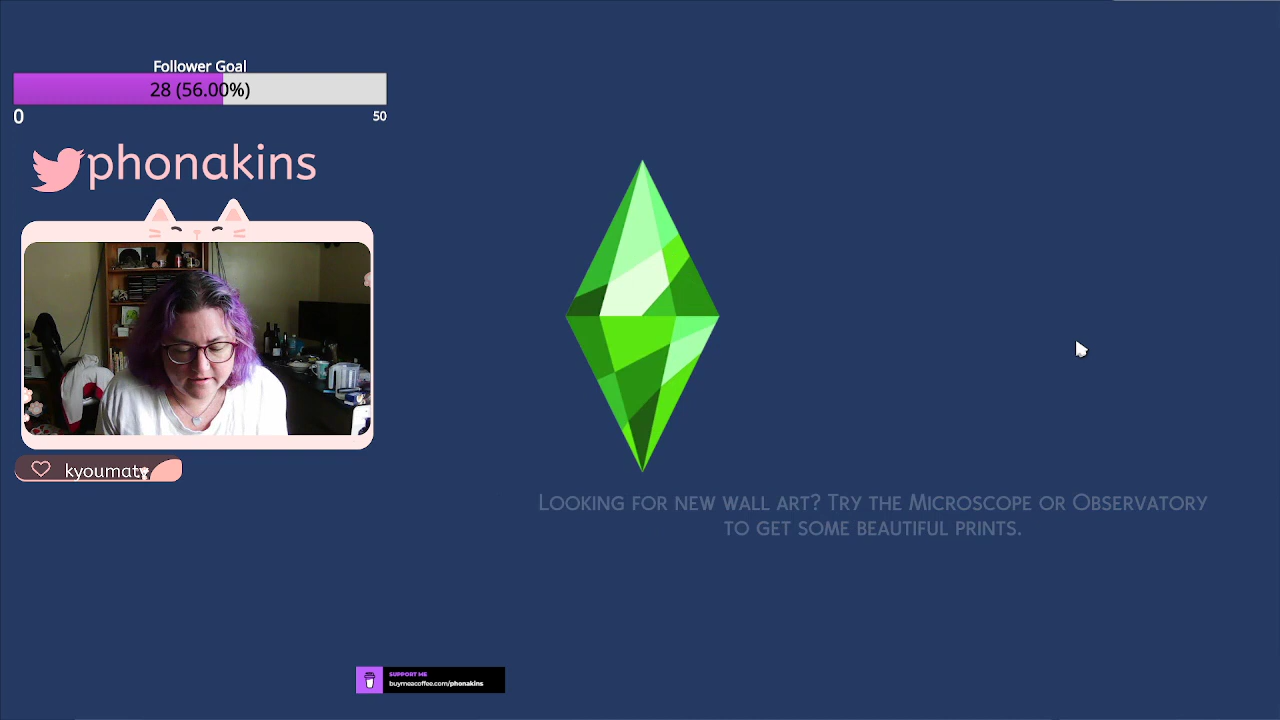 Follower Goal
28 (56.00%)
0
50
phonakins
kyoumaty
LOOKING FOR NEW WALL ART? TRY THE MICROSCOPE OR OBSERVATORY
TO GET SOME BEAUTIFUL PRINTS.
SUPPORT ME
buymeacoffee.com/phonakins